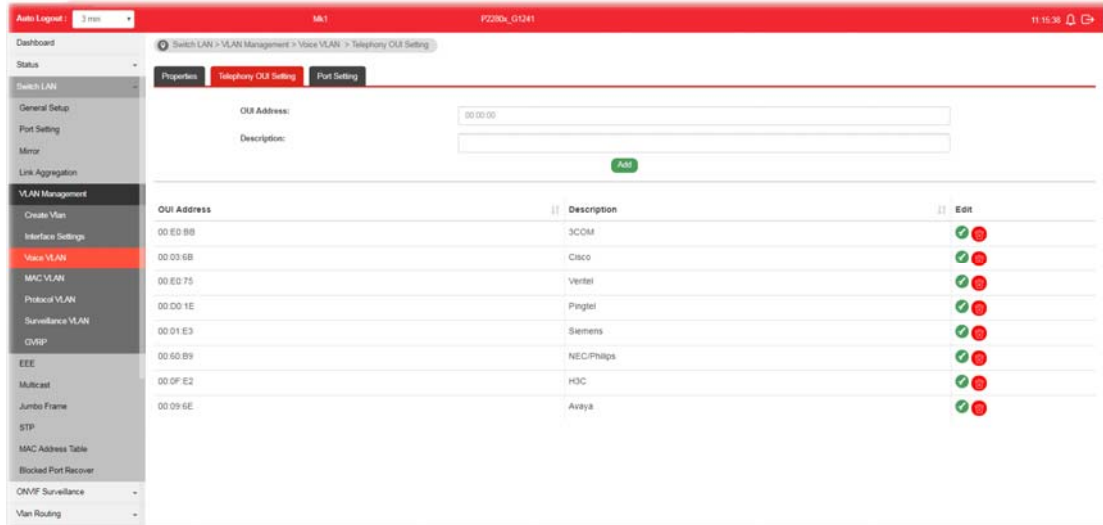 Auto Logout : 3 min Mk1 P2280x_G1241 11:15:38
Dashboard
Status
Switch LAN
General Setup
Port Setting
Mirror
Link Aggregation
VLAN Management
Create Vlan
Interface Settings
Voice VLAN
MAC VLAN
Protocol VLAN
Surveillance VLAN
GVRP
EEE
Multicast
Jumbo Frame
STP
MAC Address Table
Blocked Port Recover
ONVIF Surveillance
Vlan Routing
Switch LAN > VLAN Management > Voice VLAN > Telephony OUI Setting
Properties Telephony OUI Setting Port Setting
OUI Address: 00:00:00
Description:
Add
OUI Address Description Edit
00:E0:BB 3COM
00:03:6B Cisco
00:E0:75 Veritel
00:D0:1E Pingtel
00:01:E3 Siemens
00:60:B9 NEC/Philips
00:0F:E2 H3C
00:09:6E Avaya